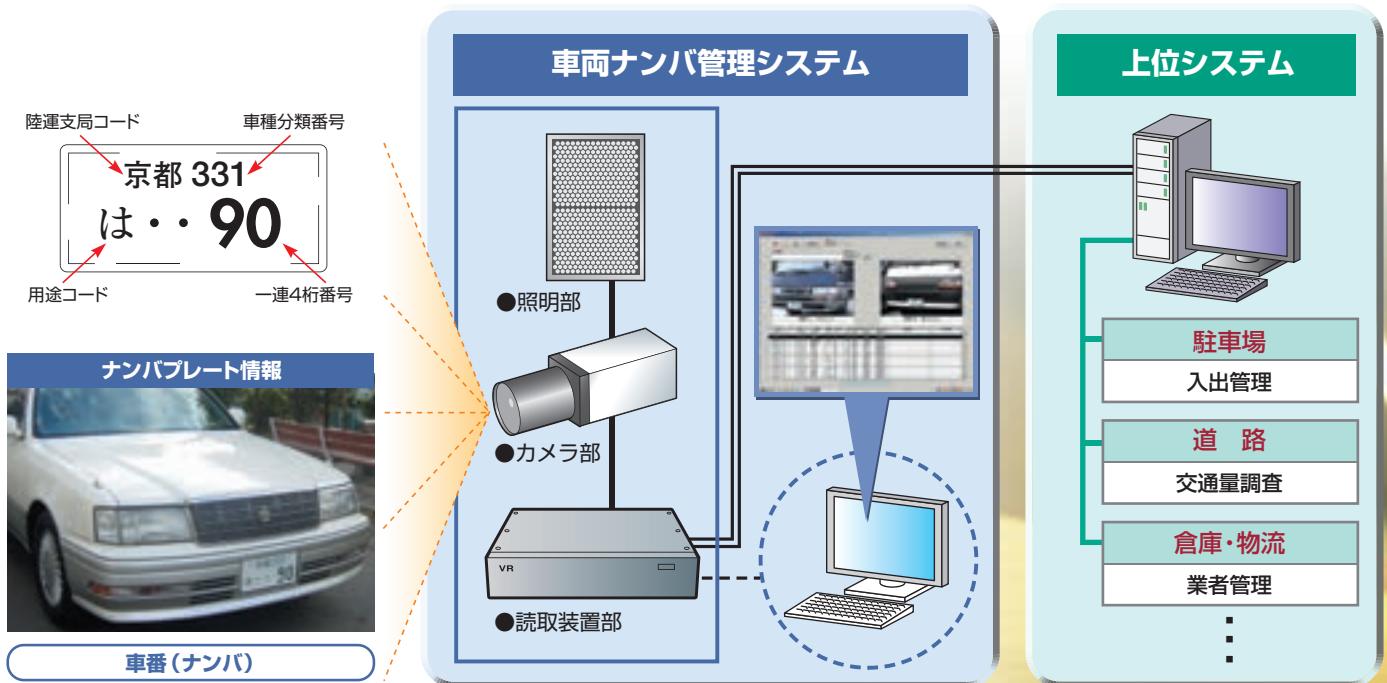 車両ナンバ管理システム
上位システム
陸運支局コード
車種分類番号
京都 331
は・・90
用途コード
一連4桁番号
ナンバプレート情報
90
車番(ナンバ)
●照明部
●カメラ部
VR
●読取装置部
駐車場
入出管理
道 路
交通量調査
倉庫・物流
業者管理